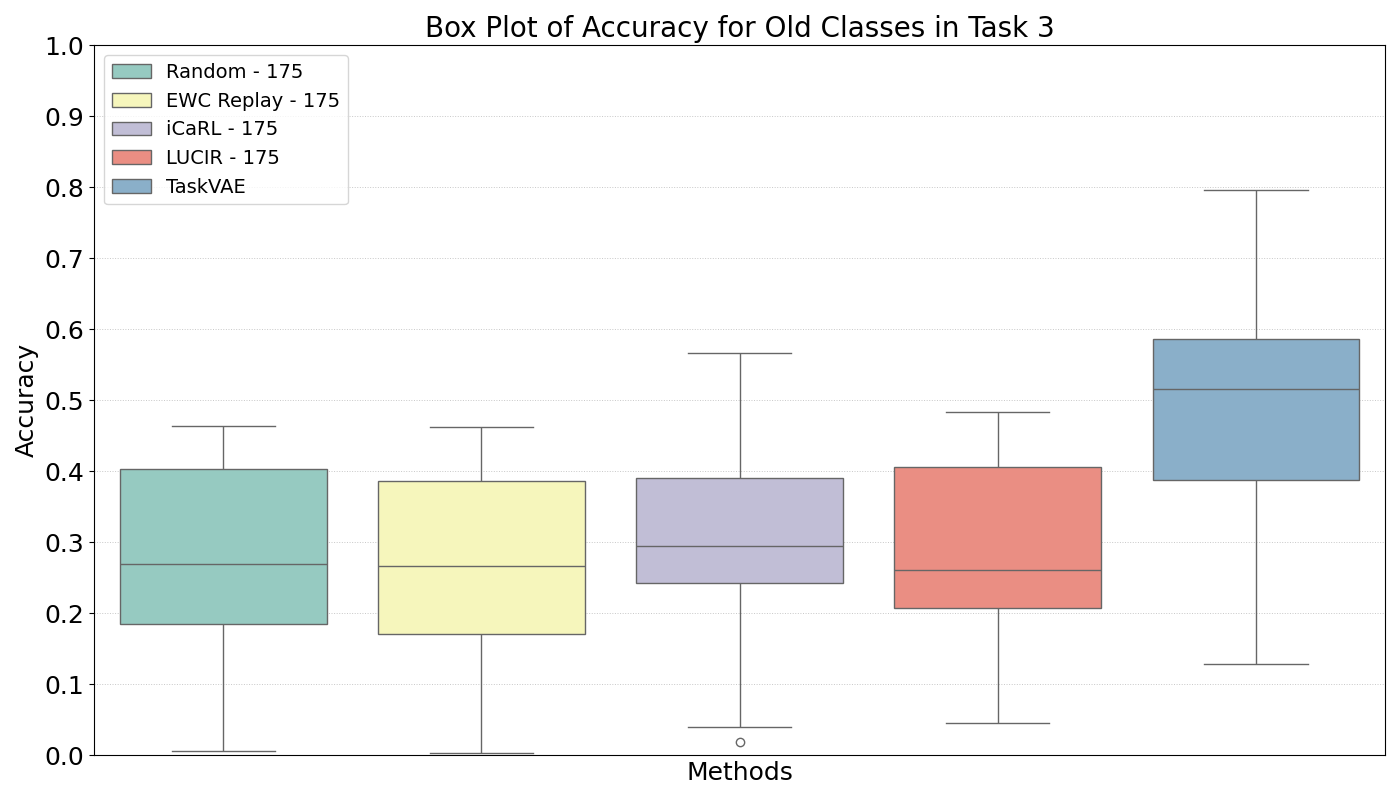 Box Plot of Accuracy for Old Classes in Task 3
1.0
0.9
0.8
0.7
0.6
0.5
0.4
0.3
0.2
0.1
0.0
Accuracy
Random - 175
EWC Replay - 175
iCaRL - 175
LUCIR - 175
TaskVAE
Methods